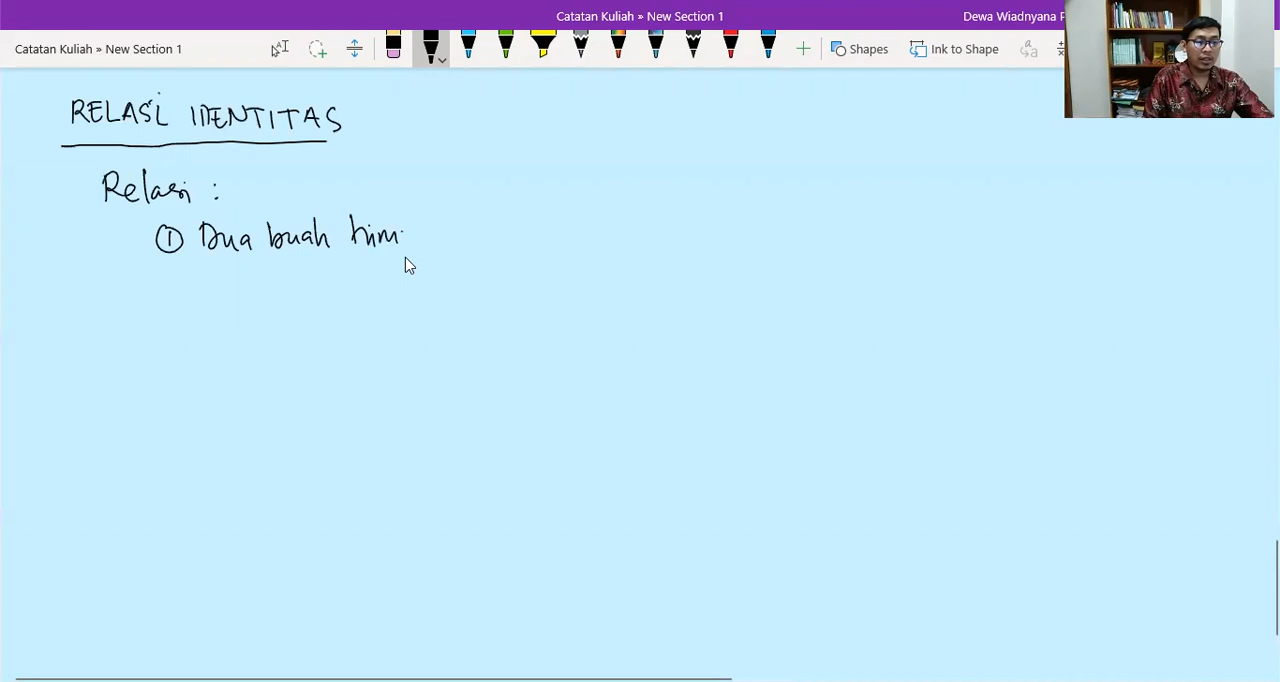 Catatan Kuliah » New Section 1
Dewa Wiadnyana P
Catatan Kuliah » New Section 1
Shapes
Ink to Shape
RELASI IDENTITAS
Relasi :
① Dua buah him